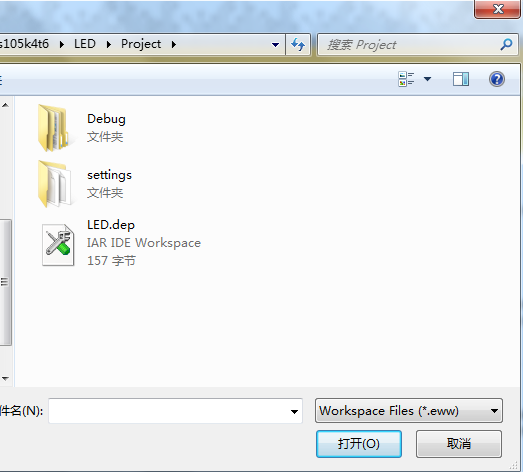 s105k4t6 ▸ LED ▸ Project ▸
搜索 Project
Debug
文件夹
settings
文件夹
LED.dep
IAR IDE Workspace
157 字节
件名(N):
Workspace Files (*.eww)
打开(O)
取消